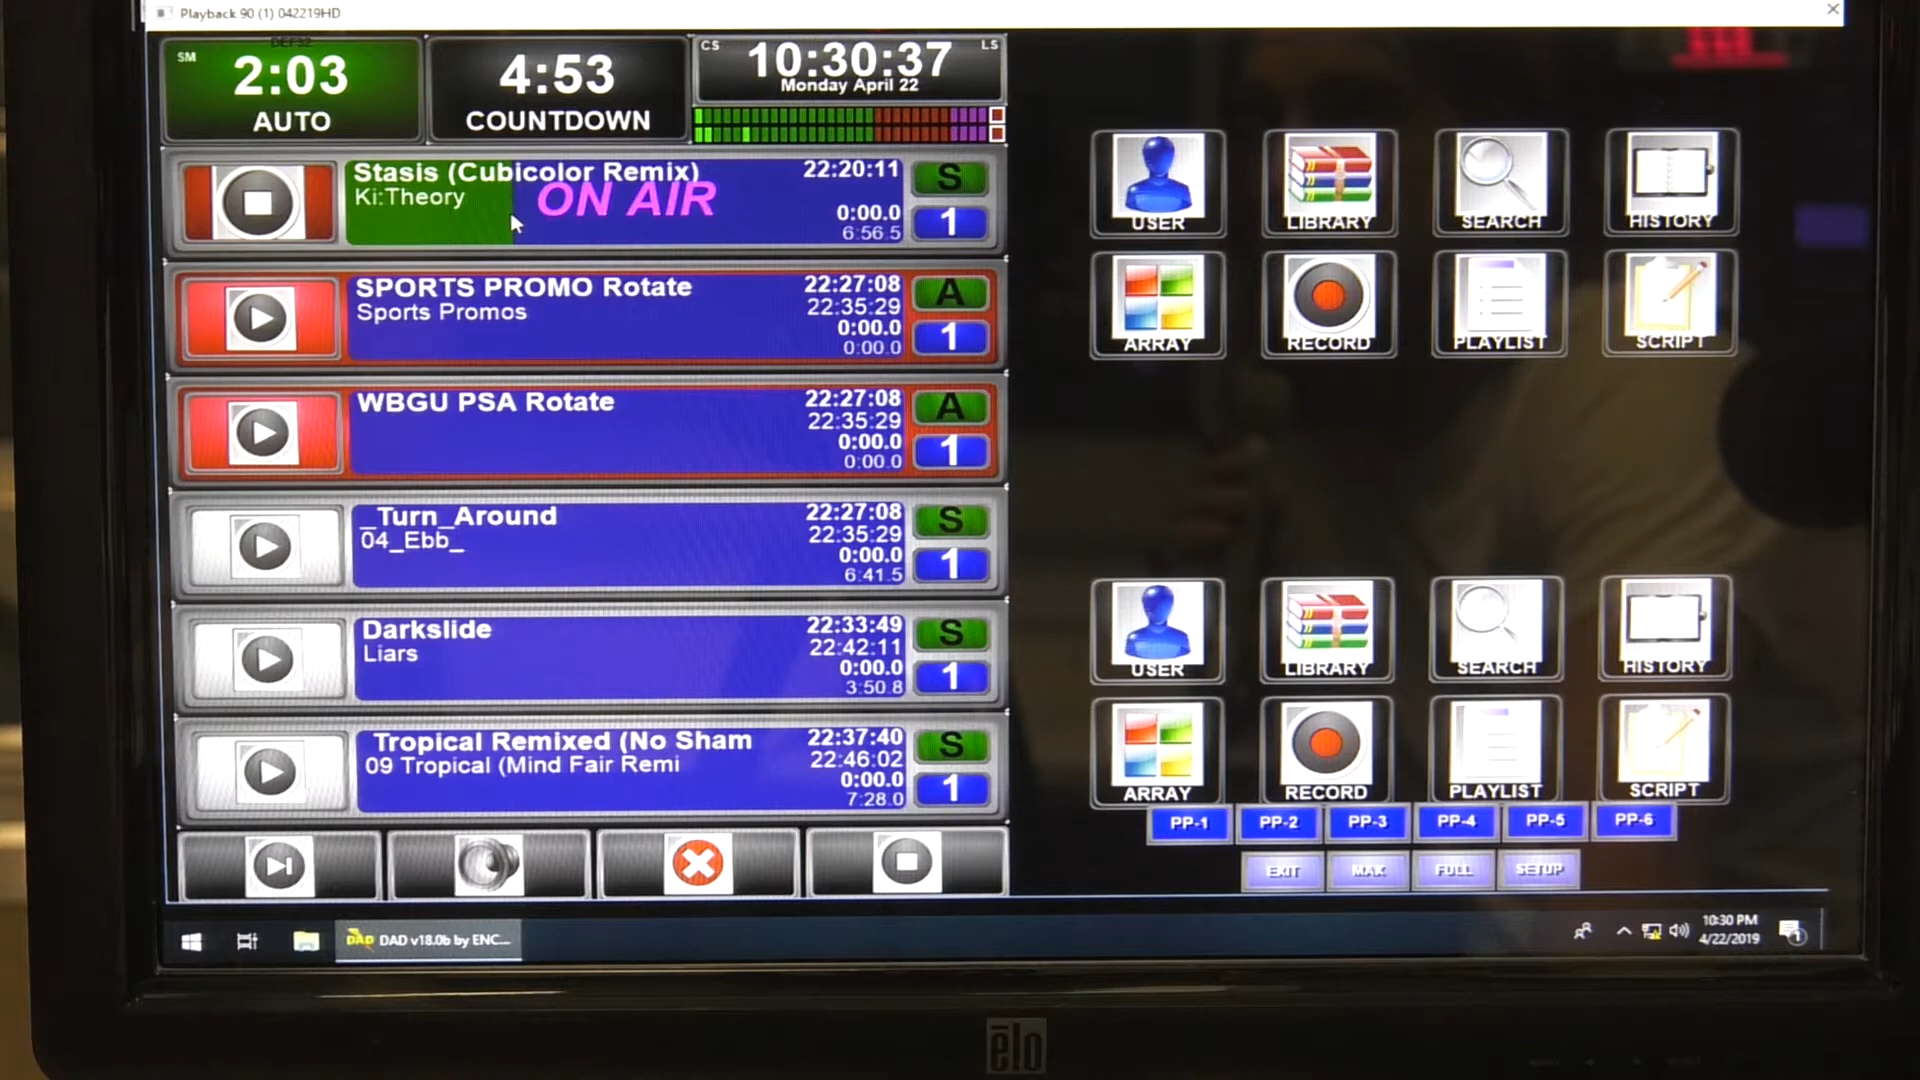 Playback 90 (1) 042219HD
SM
2:03
AUTO
4:53
COUNTDOWN
CS
10:30:37
LS
Monday April 22
Stasis (Cubicolor Remix)
Ki:Theory
ON AIR
22:20:11
0:00.0
6:56.5
S
1
SPORTS PROMO Rotate
Sports Promos
22:27:08
22:35:29
0:00.0
0:00.0
A
1
WBGU PSA Rotate
22:27:08
22:35:29
0:00.0
0:00.0
A
1
_Turn_Around
04_Ebb_
22:27:08
22:35:29
0:00.0
6:41.5
S
1
Darkslide
Liars
22:33:49
22:42:11
0:00.0
3:50.8
S
1
Tropical Remixed (No Sham
09 Tropical (Mind Fair Remi
22:37:40
22:46:02
0:00.0
7:28.0
S
1
USER
LIBRARY
SEARCH
HISTORY
ARRAY
RECORD
PLAYLIST
SCRIPT
USER
LIBRARY
SEARCH
HISTORY
ARRAY
RECORD
PLAYLIST
SCRIPT
PP-1
PP-2
PP-3
PP-4
PP-5
PP-6
EXIT
MAX
FULL
SETUP
DAD
DAD v18.0b by ENC...
10:30 PM
4/22/2019
1
elo